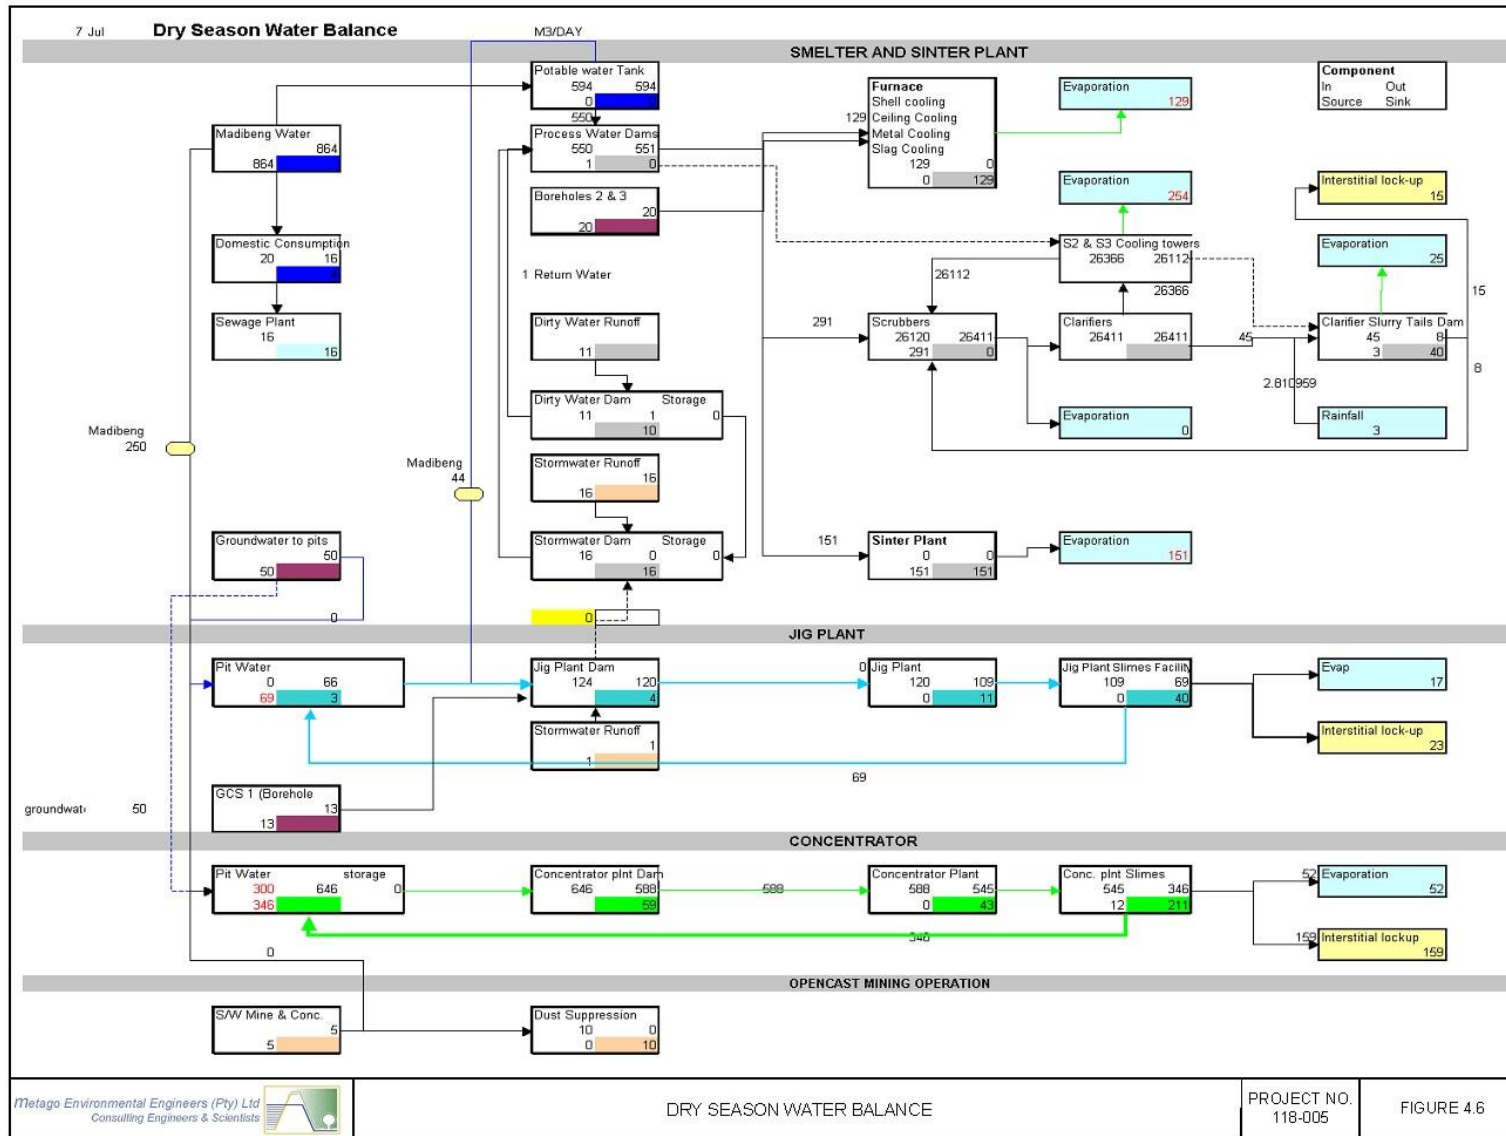 7 Jul Dry Season Water Balance M3/DAY
SMELTER AND SINTER PLANT
Potable water Tank
594 594
0 0
550
Furnace
Shell cooling
Ceiling Cooling
Metal Cooling
Slag Cooling
129 0
0 129
129
Evaporation
129
Component
In Out
Source Sink
Madibeng Water
864
864
Process Water Dams
550 551
1 0
Boreholes 2 & 3
20
20
Evaporation
254
Interstitial lock-up
15
Domestic Consumption
20 16
4
S2 & S3 Cooling towers
26366 26112
26112
26366
Evaporation
25
1 Return Water
15
Sewage Plant
16
16
Dirty Water Runoff
11
291
Scrubbers
26120 26411
291 0
Clarifiers
26411 26411
45
Clarifier Slurry Tails Dam
45 8
3 40
8
2.810959
Dirty Water Dam Storage
11 1 0
10
Evaporation
0
Rainfall
3
Madibeng
250
Madibeng
44
Stormwater Runoff
16
16
Groundwater to pits
50
50
0
Stormwater Dam Storage
16 0 0
16
151
Sinter Plant
0 0
151 151
Evaporation
151
0
JIG PLANT
Pit Water
0 66
69 3
Jig Plant Dam
124 120
4
0
Jig Plant
120 109
0 11
Jig Plant Slimes Facility
109 69
0 40
Evap
17
Stormwater Runoff
1
1
Interstitial lock-up
23
69
groundwat 50
GCS 1 (Borehole
13
13
CONCENTRATOR
Pit Water storage
300 646 0
346
Concentrator plnt Dam
646 588
59
588
Concentrator Plant
588 545
0 43
Conc. plnt Slimes
545 346
12 211
52
Evaporation
52
346
159
Interstitial lockup
159
0
OPENCAST MINING OPERATION
S/W Mine & Conc.
5
5
Dust Suppression
10 0
0 10
Metago Environmental Engineers (Pty) Ltd
Consulting Engineers & Scientists
DRY SEASON WATER BALANCE
PROJECT NO.
118-005
FIGURE 4.6